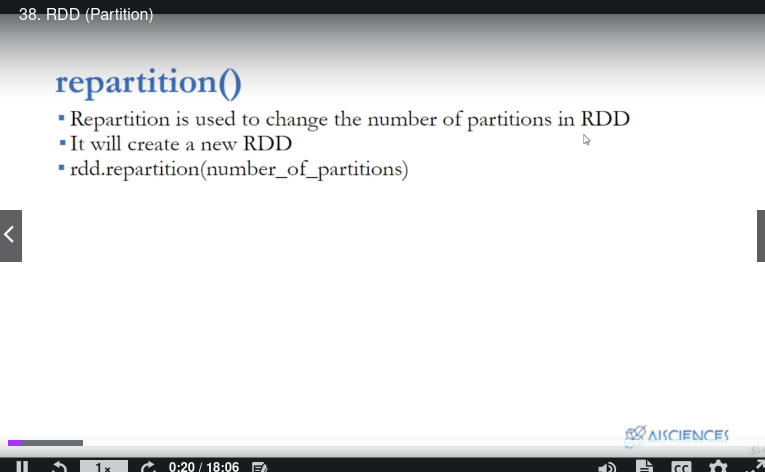 38. RDD (Partition)
repartition()
▪ Repartition is used to change the number of partitions in RDD
▪ It will create a new RDD
▪ rdd.repartition(number_of_partitions)
AISCIENCES
1x 0:20 / 18:06 CC